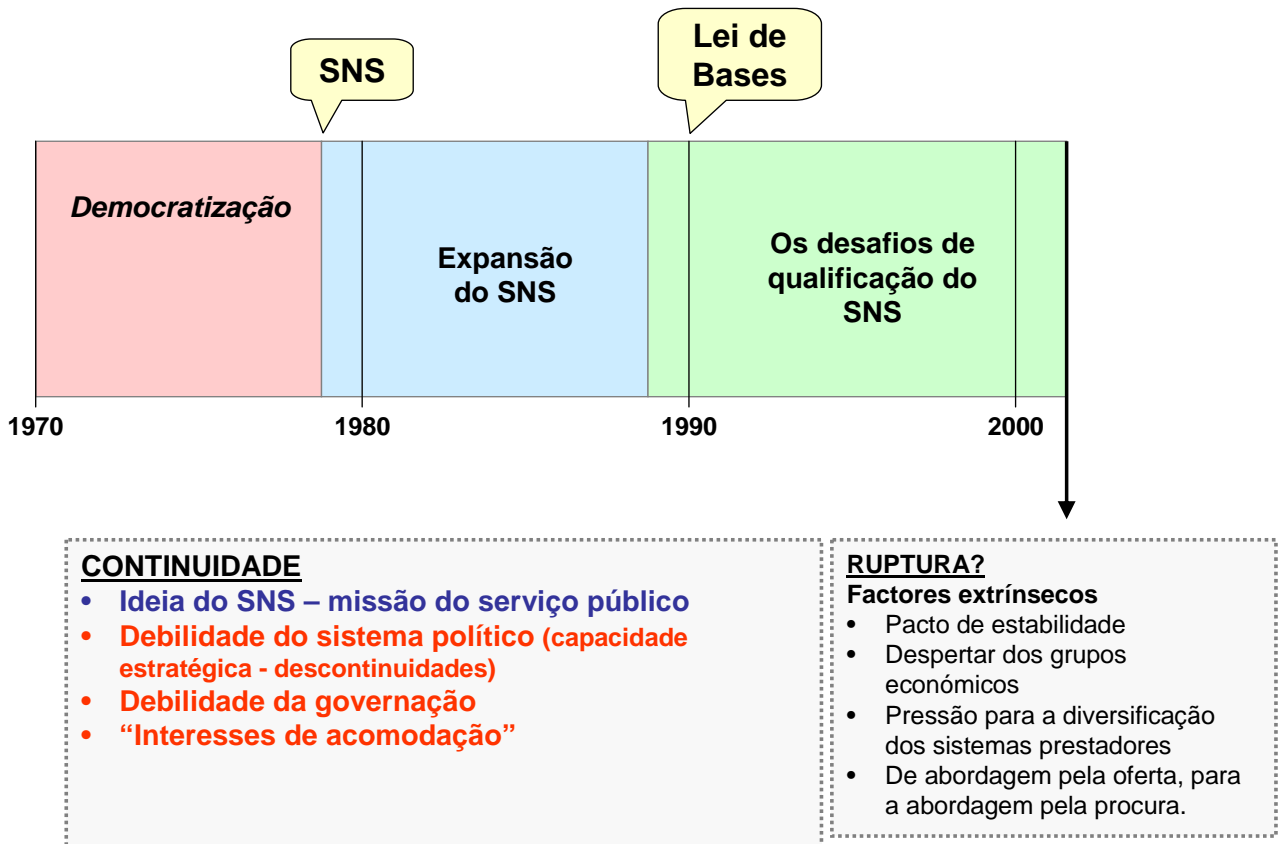 SNS
Lei de
Bases
Democratização
Expansão
do SNS
Os desafios de
qualificação do
SNS
1970
1980
1990
2000
CONTINUIDADE
• Ideia do SNS – missão do serviço público
• Debilidade do sistema político (capacidade
estratégica - descontinuidades)
• Debilidade da governação
• “Interesses de acomodação”
RUPTURA?
Factores extrínsecos
• Pacto de estabilidade
• Despertar dos grupos
económicos
• Pressão para a diversificação
dos sistemas prestadores
• De abordagem pela oferta, para
a abordagem pela procura.